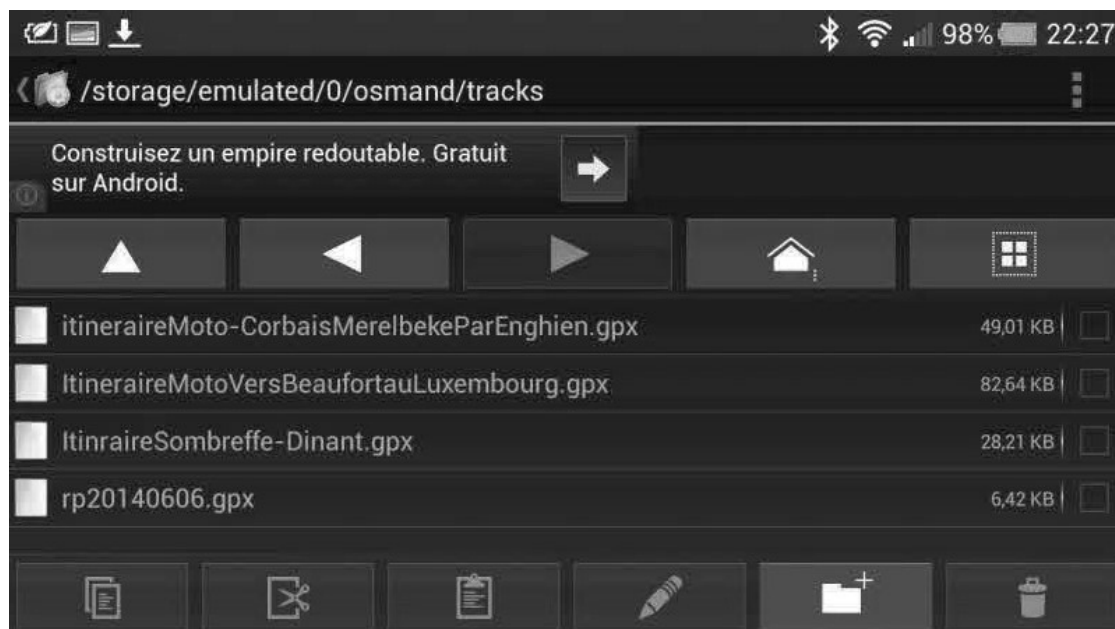 98% 22:27
/storage/emulated/0/osmand/tracks
Construisez un empire redoutable. Gratuit
sur Android.
itineraireMoto-CorbaisMerelbekeParEnghien.gpx 49,01 KB
ItineraireMotoVersBeaufortauLuxembourg.gpx 82,64 KB
ItinraireSombreffe-Dinant.gpx 28,21 KB
rp20140606.gpx 6,42 KB